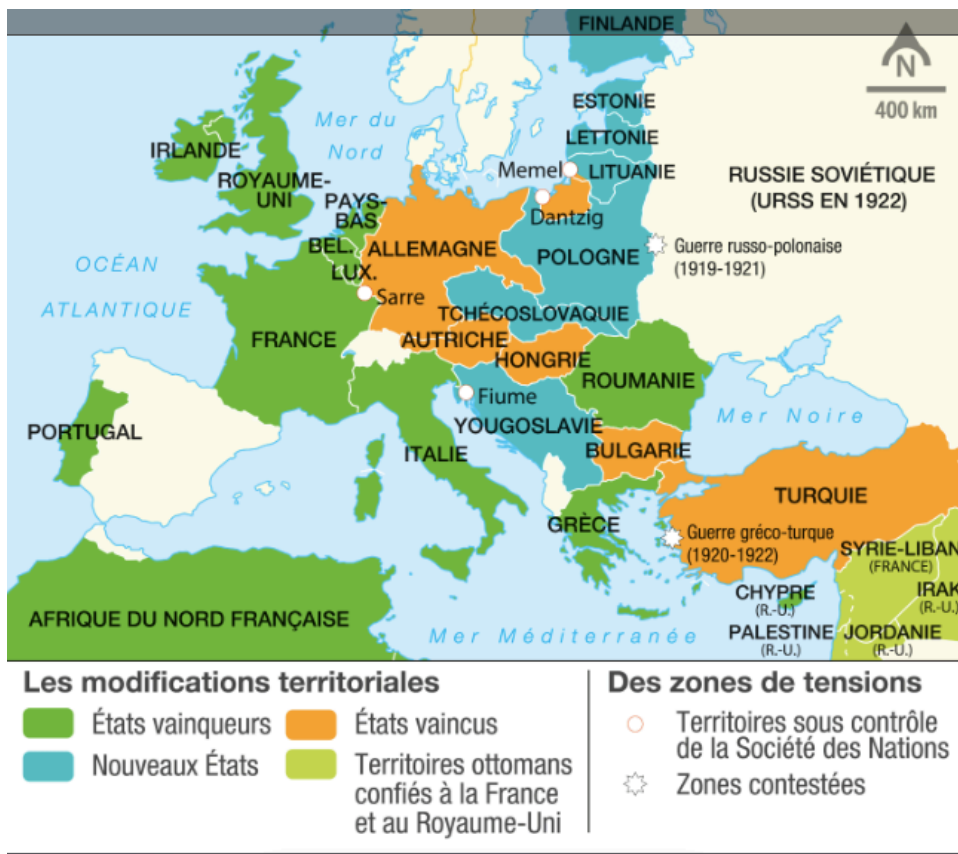 FINLANDE
N
400 km
ESTONIE
Mer du
Nord
LETTONIE
IRLANDE
Memel
LITUANIE
RUSSIE SOVIÉTIQUE
(URSS EN 1922)
ROYAUME-
UNI
PAYS-
BAS
Dantzig
BEL.
ALLEMAGNE
POLOGNE
Guerre russo-polonaise
(1919-1921)
OCÉAN
ATLANTIQUE
LUX.
Sarre
TCHÉCOSLOVAQUIE
FRANCE
AUTRICHE
HONGRIE
ROUMANIE
Fiume
Mer Noire
PORTUGAL
YOUGOSLAVIE
ITALIE
BULGARIE
TURQUIE
GRÈCE
Guerre gréco-turque
(1920-1922)
SYRIE-LIBAN
(FRANCE)
CHYPRE
(R.-U.)
IRAK
(R.-U.)
AFRIQUE DU NORD FRANÇAISE
Mer Méditerranée
PALESTINE
(R.-U.)
JORDANIE
(R.-U.)
Les modifications territoriales
États vainqueurs
États vaincus
Nouveaux États
Territoires ottomans
confiés à la France
et au Royaume-Uni
Des zones de tensions
Territoires sous contrôle
de la Société des Nations
Zones contestées